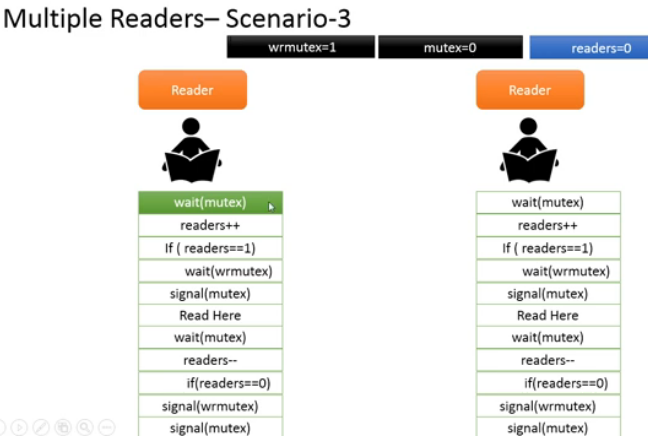 Multiple Readers– Scenario-3
wrmutex=1
mutex=0
readers=0
Reader
wait(mutex)
readers++
If ( readers==1)
wait(wrmutex)
signal(mutex)
Read Here
wait(mutex)
readers--
if(readers==0)
signal(wrmutex)
signal(mutex)
Reader
wait(mutex)
readers++
If ( readers==1)
wait(wrmutex)
signal(mutex)
Read Here
wait(mutex)
readers--
if(readers==0)
signal(wrmutex)
signal(mutex)